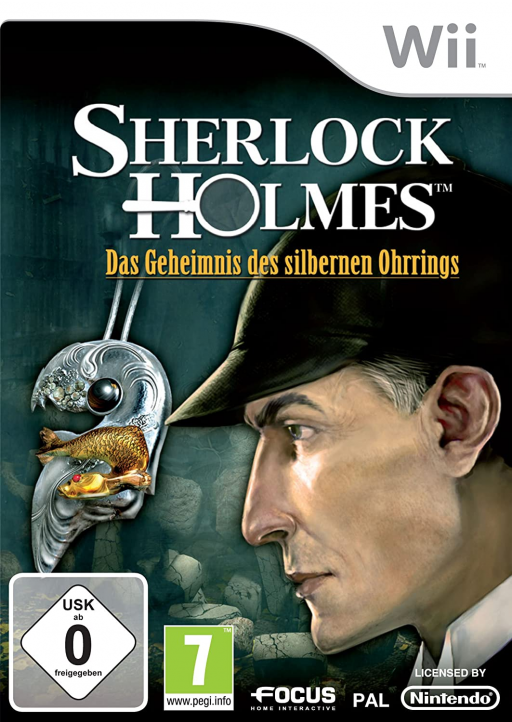 Wii™
SHERLOCK
HOLMES™
Das Geheimnis des silbernen Ohrrings
USK
ab
0
freigegeben
7
www.pegi.info
FOCUS
HOME INTERACTIVE
PAL
LICENSED BY
Nintendo®